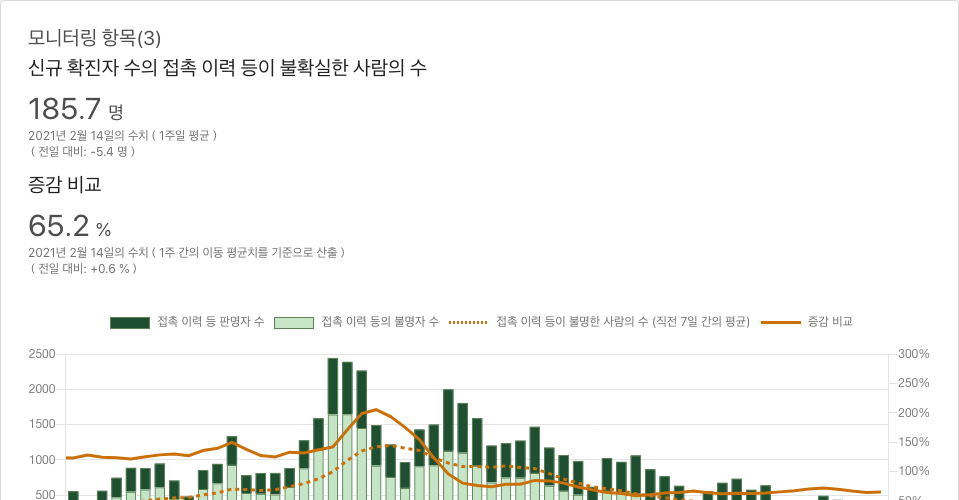 모니터링 항목(3)
신규 확진자 수의 접촉 이력 등이 불확실한 사람의 수
185.7 명
2021년 2월 14일의 수치 ( 1주일 평균 )
( 전일 대비: -5.4 명 )
증감 비교
65.2 %
2021년 2월 14일의 수치 ( 1주 간의 이동 평균치를 기준으로 산출 )
( 전일 대비: +0.6 % )
접촉 이력 등 판명자 수 접촉 이력 등의 불명자 수 접촉 이력 등이 불명한 사람의 수 (직전 7일 간의 평균) 증감 비교
2500 300%
250%
2000
200%
1500
150%
1000
100%
500
50%